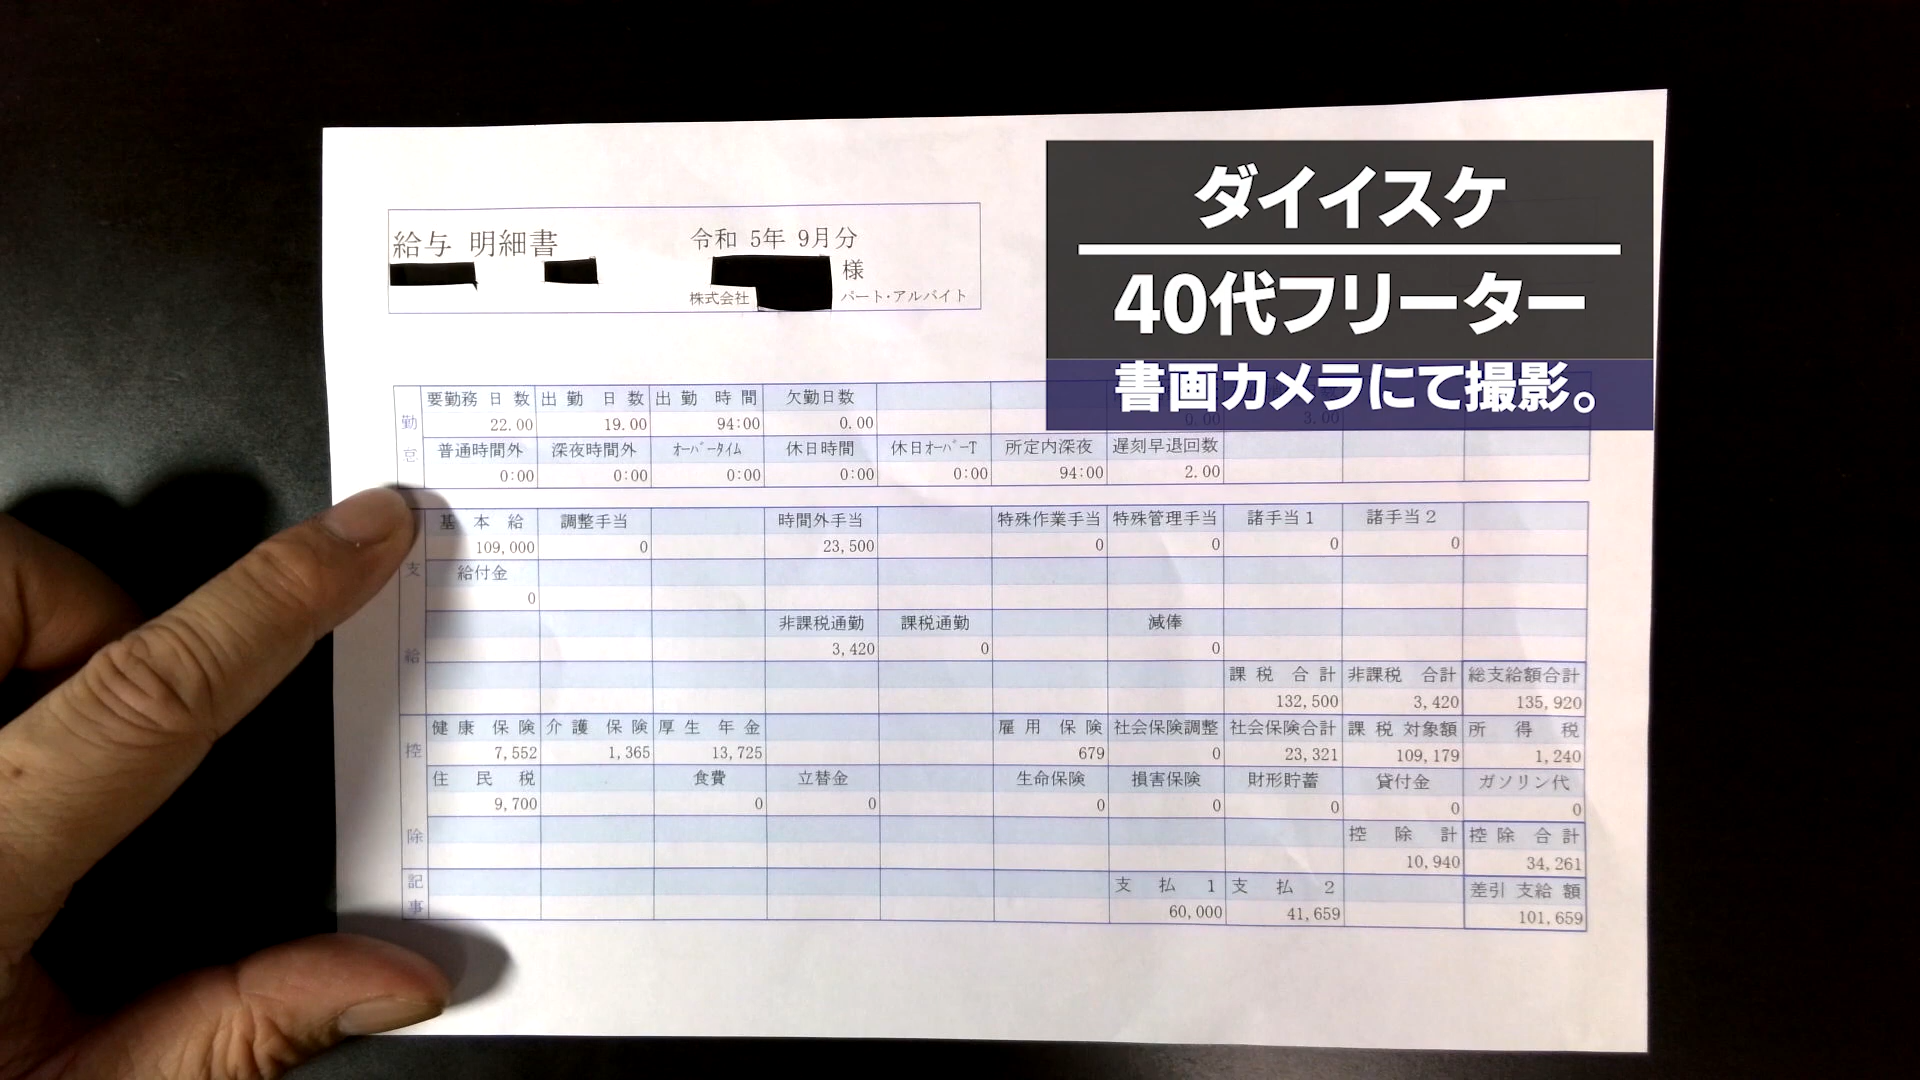 ダイイスケ
40代フリーター
書画カメラにて撮影。
給与 明細書 令和 5年 9月分
様
株式会社 パート・アルバイト
勤怠
要勤務日数 出勤日数 出勤時間 欠勤日数
22.00 19.00 94:00 0.00 0.00 3.00
普通時間外 深夜時間外 オーバータイム 休日時間 休日オーバーT 所定内深夜 遅刻早退回数
0:00 0:00 0:00 0:00 0:00 94:00 2.00
支給
基本給 調整手当 時間外手当 特殊作業手当 特殊管理手当 諸手当1 諸手当2
109,000 0 23,500 0 0 0 0
給付金
0
非課税通勤 課税通勤 減俸
3,420 0 0
課税合計 非課税合計 総支給額合計
132,500 3,420 135,920
控除
健康保険 介護保険 厚生年金 雇用保険 社会保険調整 社会保険合計 課税対象額 所得税
7,552 1,365 13,725 679 0 23,321 109,179 1,240
住民税 食費 立替金 生命保険 損害保険 財形貯蓄 貸付金 ガソリン代
9,700 0 0 0 0 0 0 0
控除計 控除合計
10,940 34,261
記事
支払1 支払2 差引支給額
60,000 41,659 101,659